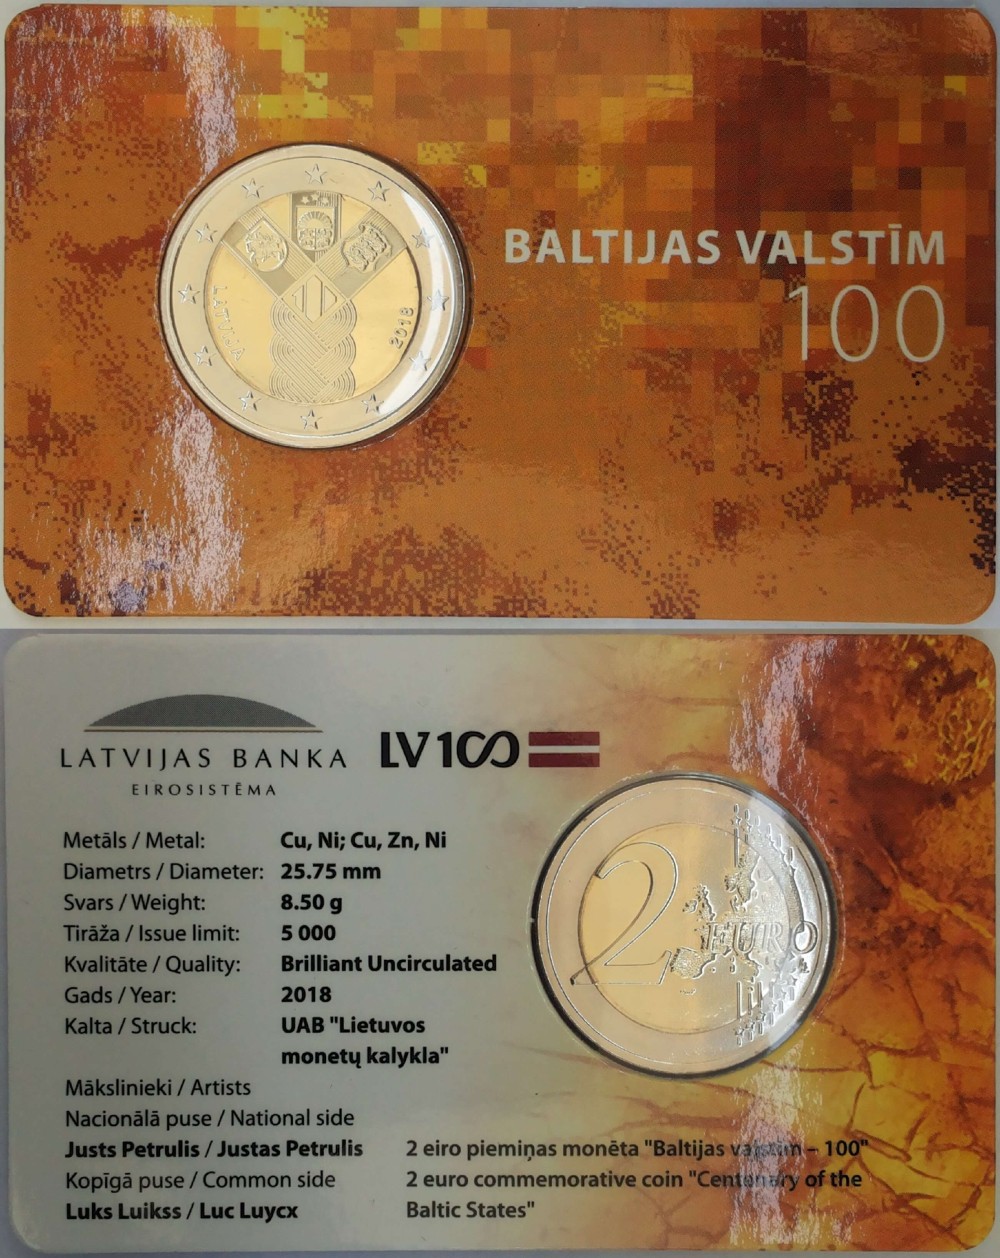 BALTIJAS VALSTĪM
100
LATVIJA
2018
LATVIJAS BANKA
EIROSISTĒMA
LV100
Metāls / Metal: Cu, Ni; Cu, Zn, Ni
Diametrs / Diameter: 25.75 mm
Svars / Weight: 8.50 g
Tirāža / Issue limit: 5 000
Kvalitāte / Quality: Brilliant Uncirculated
Gads / Year: 2018
Kalta / Struck: UAB "Lietuvos
monetų kalykla"
2 EURO
Mākslinieki / Artists
Nacionālā puse / National side
Justs Petrulis / Justas Petrulis
Kopīgā puse / Common side
Luks Luikss / Luc Luycx
2 eiro piemiņas monēta "Baltijas valstīm – 100"
2 euro commemorative coin "Centenary of the
Baltic States"